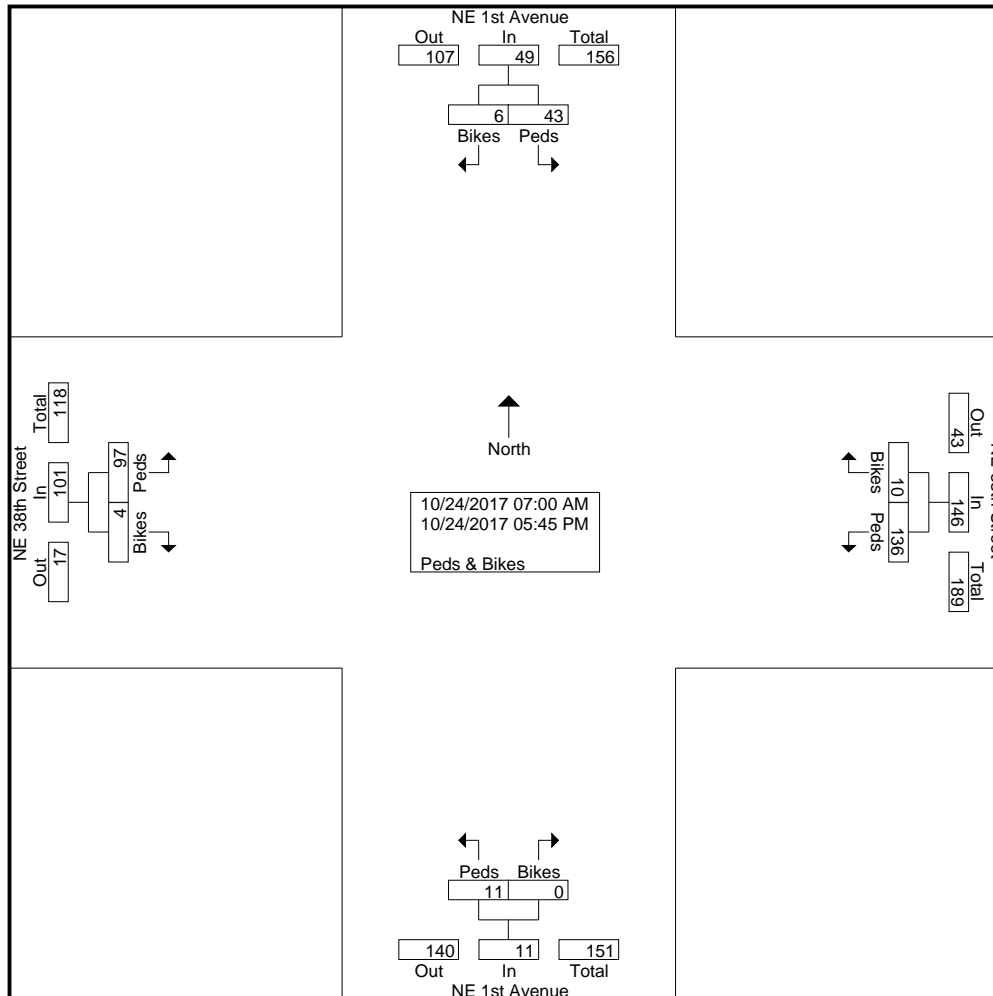 NE 1st Avenue
Out In Total
107 49 156
6 43
Bikes Peds
North
10/24/2017 07:00 AM
10/24/2017 05:45 PM
Peds & Bikes
NE 38th Street
Out In Total
17 101 118
4 97
Bikes Peds
Out In Total
43 146 189
10 136
Bikes Peds
Peds Bikes
11 0
140 11 151
Out In Total
NE 1st Avenue